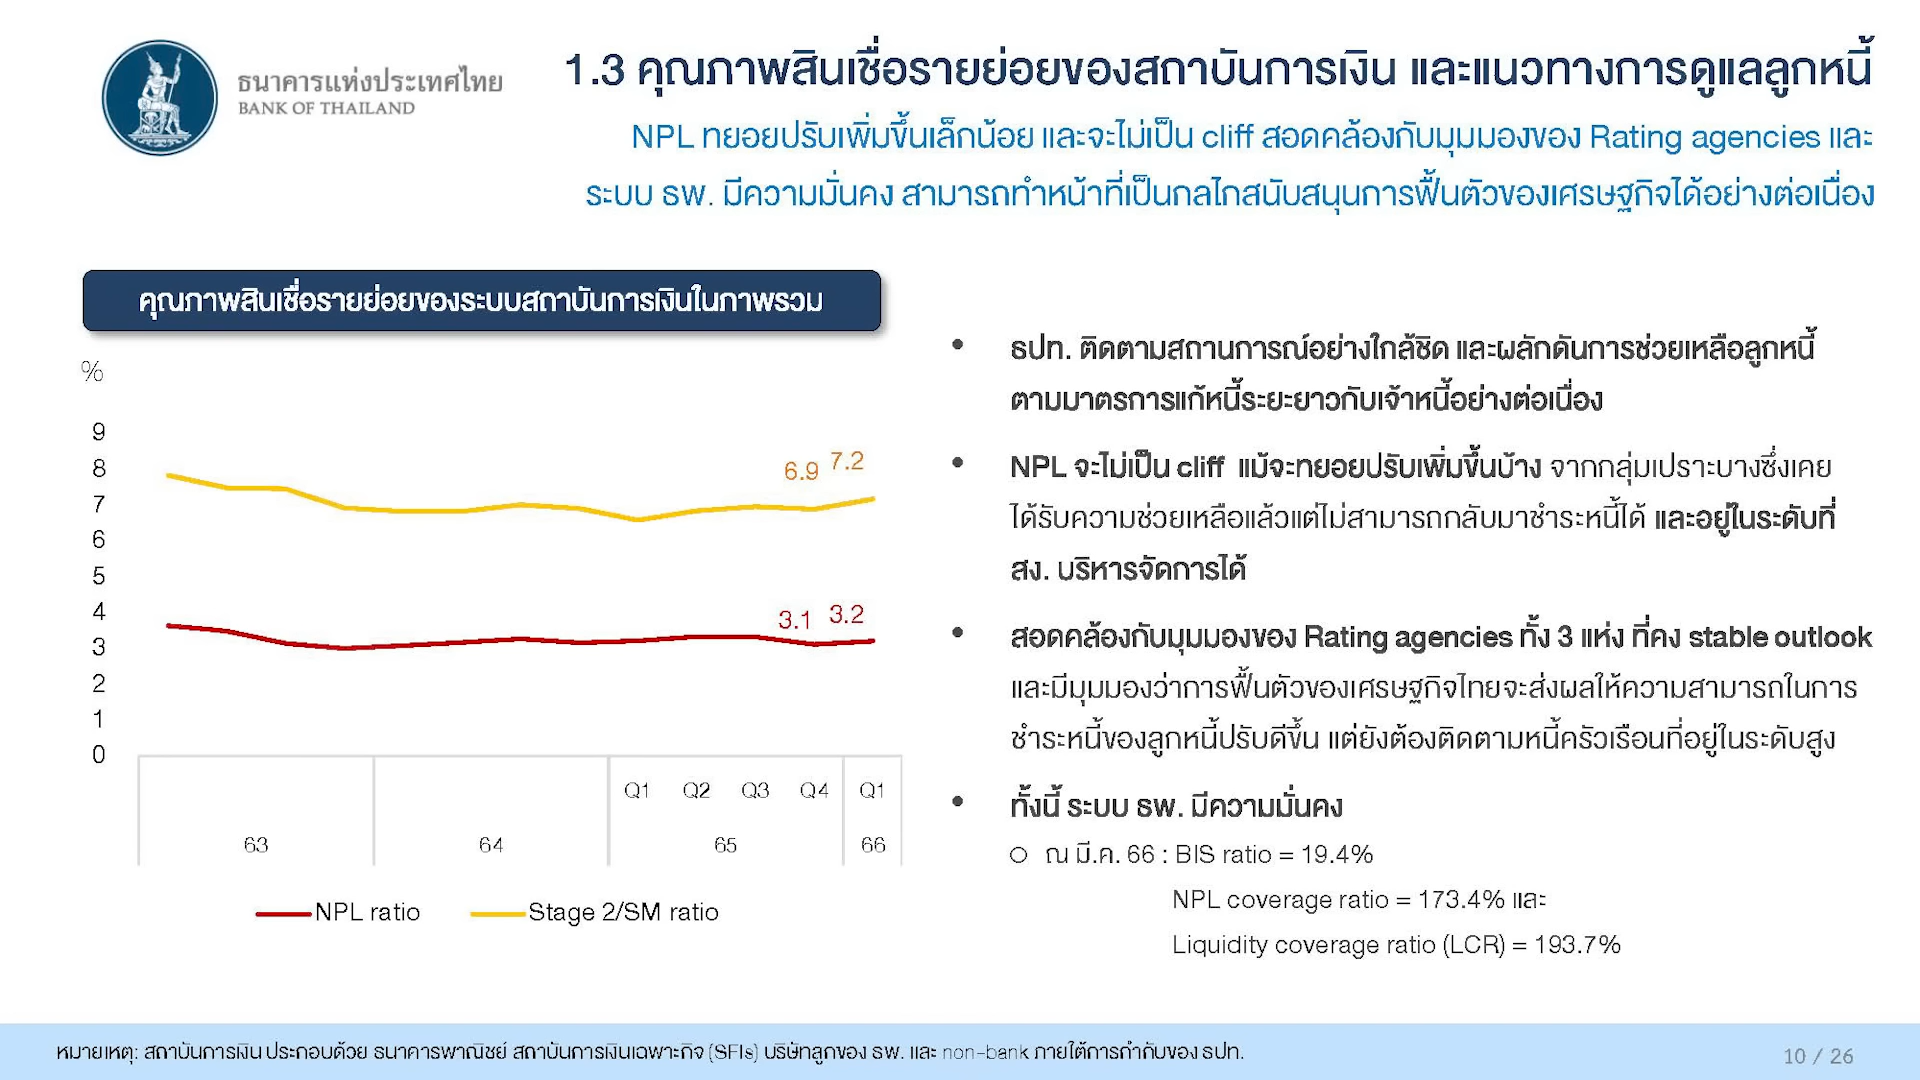 ธนาคารแห่งประเทศไทย
BANK OF THAILAND
1.3 คุณภาพสินเชื่อรายย่อยของสถาบันการเงิน และแนวทางการดูแลลูกหนี้
NPL ทยอยปรับเพิ่มขึ้นเล็กน้อย และจะไม่เป็น cliff สอดคล้องกับมุมมองของ Rating agencies และ
ระบบ ธพ. มีความมั่นคง สามารถทำหน้าที่เป็นกลไกสนับสนุนการฟื้นตัวของเศรษฐกิจได้อย่างต่อเนื่อง
คุณภาพสินเชื่อรายย่อยของระบบสถาบันการเงินในภาพรวม
%
9
8
7
6
5
4
3
2
1
0
6.9 7.2
3.1 3.2
Q1 Q2 Q3 Q4 Q1
63 64 65 66
NPL ratio Stage 2/SM ratio
• ธปท. ติดตามสถานการณ์อย่างใกล้ชิด และผลักดันการช่วยเหลือลูกหนี้
ตามมาตรการแก้หนี้ระยะยาวกับเจ้าหนี้อย่างต่อเนื่อง
• NPL จะไม่เป็น cliff แม้จะทยอยปรับเพิ่มขึ้นบ้าง จากกลุ่มเปราะบางซึ่งเคย
ได้รับความช่วยเหลือแล้วแต่ไม่สามารถกลับมาชำระหนี้ได้ และอยู่ในระดับที่
สง. บริหารจัดการได้
• สอดคล้องกับมุมมองของ Rating agencies ทั้ง 3 แห่ง ที่คง stable outlook
และมีมุมมองว่าการฟื้นตัวของเศรษฐกิจไทยจะส่งผลให้ความสามารถในการ
ชำระหนี้ของลูกหนี้ปรับดีขึ้น แต่ยังต้องติดตามหนี้ครัวเรือนที่อยู่ในระดับสูง
• ทั้งนี้ ระบบ ธพ. มีความมั่นคง
○ ณ มี.ค. 66 : BIS ratio = 19.4%
NPL coverage ratio = 173.4% และ
Liquidity coverage ratio (LCR) = 193.7%
หมายเหตุ: สถาบันการเงิน ประกอบด้วย ธนาคารพาณิชย์ สถาบันการเงินเฉพาะกิจ (SFIs) บริษัทลูกของ ธพ. และ non-bank ภายใต้การกำกับของ ธปท.
10 / 26